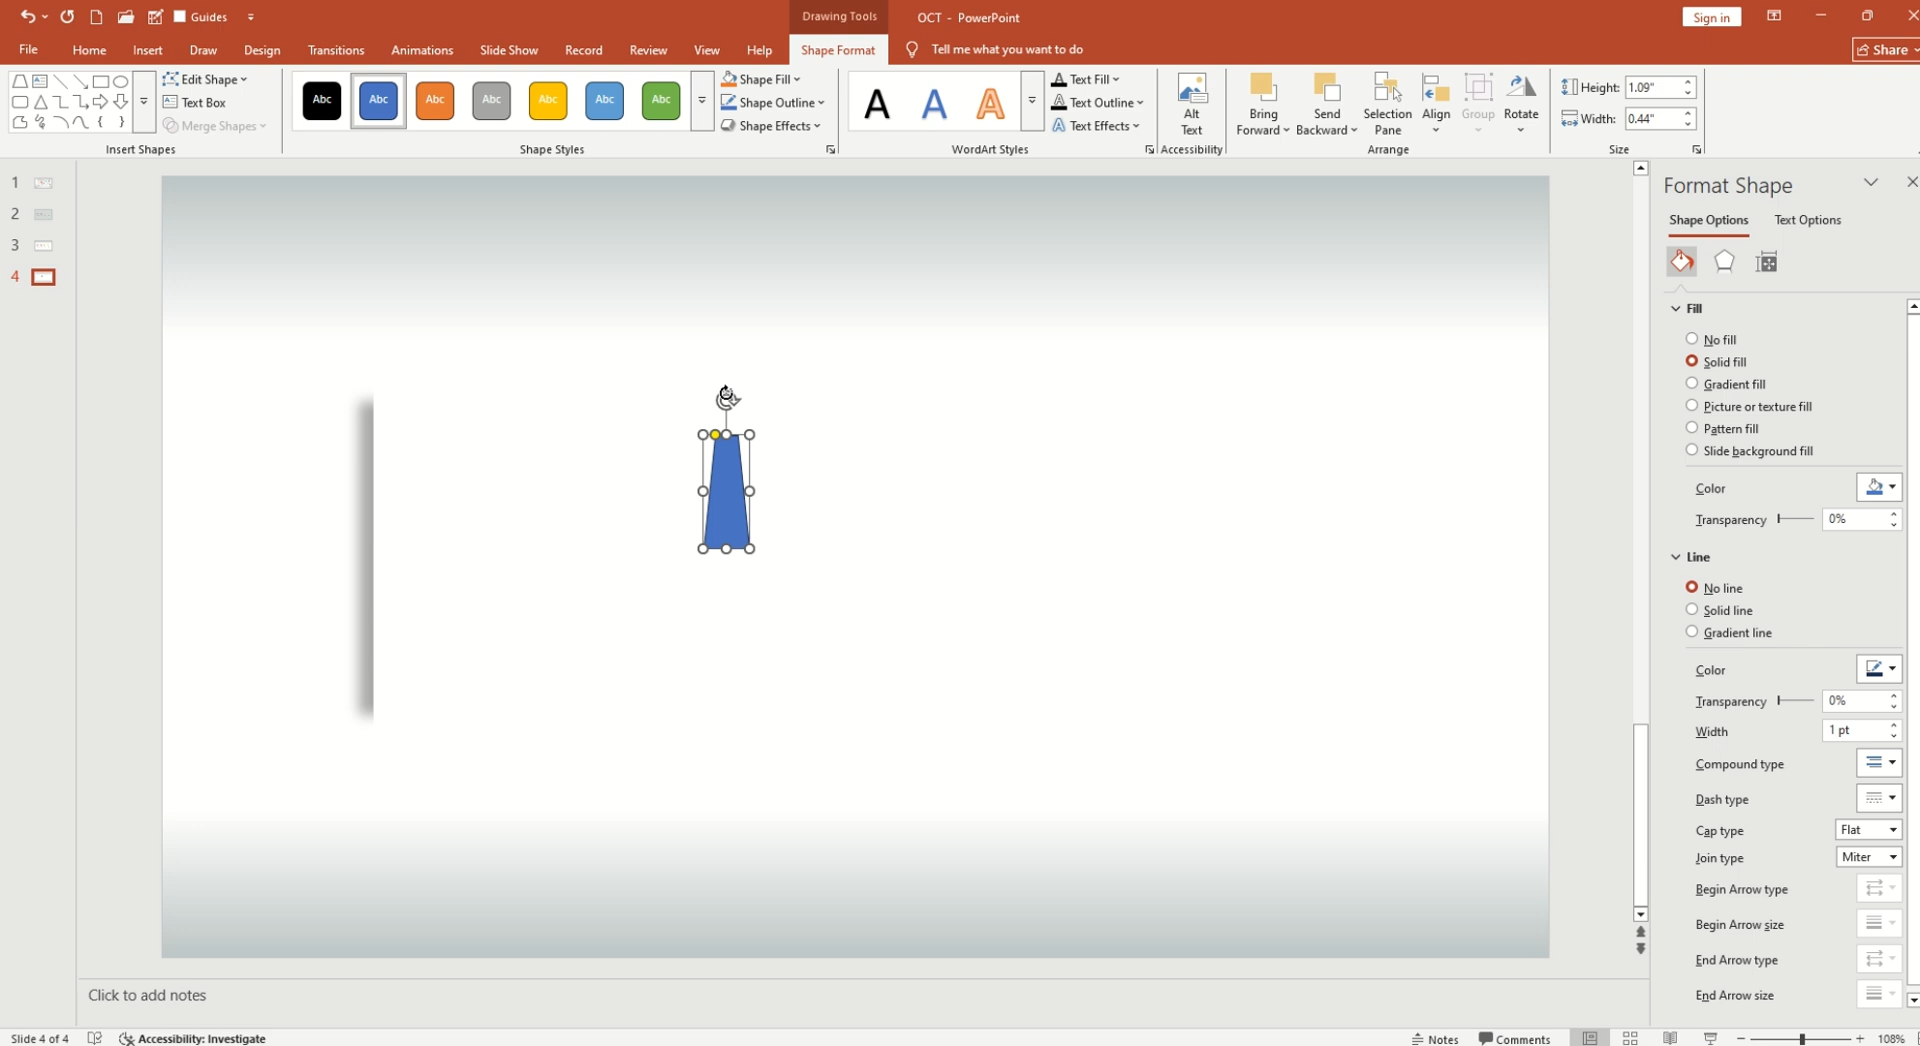 Guides
Drawing Tools
OCT - PowerPoint
Sign in
File Home Insert Draw Design Transitions Animations Slide Show Record Review View Help Shape Format Tell me what you want to do Share
Edit Shape
Text Box
Merge Shapes
Insert Shapes
Abc Abc Abc Abc Abc Abc Abc
Shape Fill
Shape Outline
Shape Effects
Shape Styles
A A A
Text Fill
Text Outline
Text Effects
WordArt Styles
Alt
Text
Accessibility
Bring
Forward
Send
Backward
Selection
Pane
Align
Group
Rotate
Arrange
Height: 1.09"
Width: 0.44"
Size
1
2
3
4
Format Shape
Shape Options Text Options
Fill
No fill
Solid fill
Gradient fill
Picture or texture fill
Pattern fill
Slide background fill
Color
Transparency 0%
Line
No line
Solid line
Gradient line
Color
Transparency 0%
Width 1 pt
Compound type
Dash type
Cap type Flat
Join type Miter
Begin Arrow type
Begin Arrow size
End Arrow type
End Arrow size
Click to add notes
Slide 4 of 4 Accessibility: Investigate Notes Comments 108%